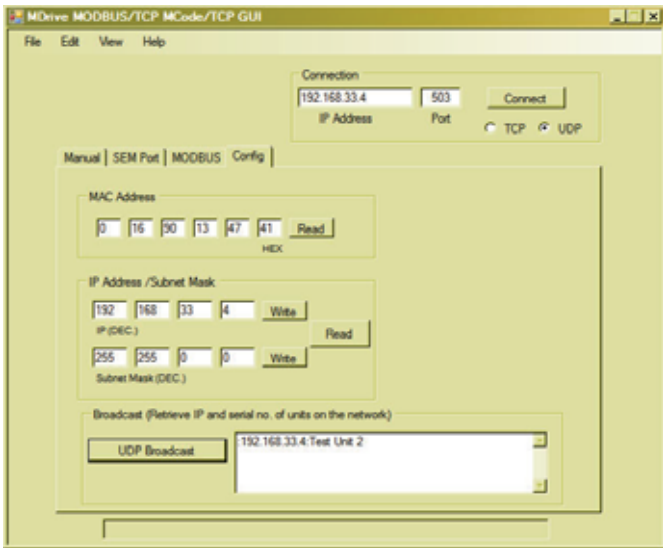 MDrive MODBUS/TCP MCode/TCP GUI
File Edit View Help
Connection
192.168.33.4 503 Connect
IP Address Port
TCP UDP
Manual SEM Port MODBUS Config
MAC Address
0 16 90 13 47 41 Read
HEX
IP Address /Subnet Mask
192 168 33 4 Write
IP (DEC.)
Read
255 255 0 0 Write
Subnet Mask (DEC.)
Broadcast (Retrieve IP and serial no. of units on the network)
UDP Broadcast
:192.168.33.4:Test Unit 2